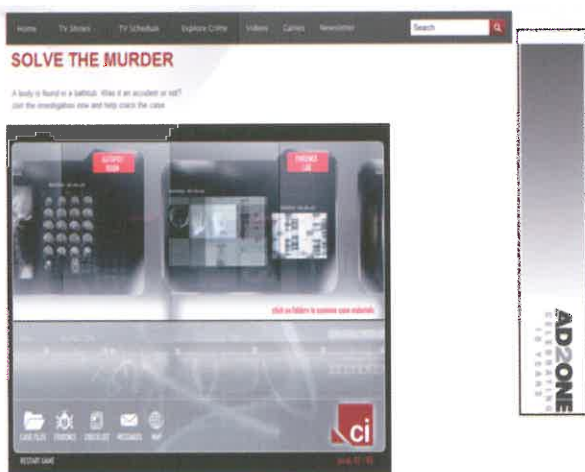 Home TV Shows TV Schedule Explore Crime Videos Games Newsletter Search
SOLVE THE MURDER
A body is found in a bathtub. Was it an accident or not?
Join the investigation now and help crack the case
AUTOPSY ROOM
EVIDENCE LAB
click on folders to examine case materials
CASE FILES EVIDENCE CHECKLIST MESSAGES MAP
ci
RESTART GAME
AD2ONE
CELEBRATING
10 YEARS